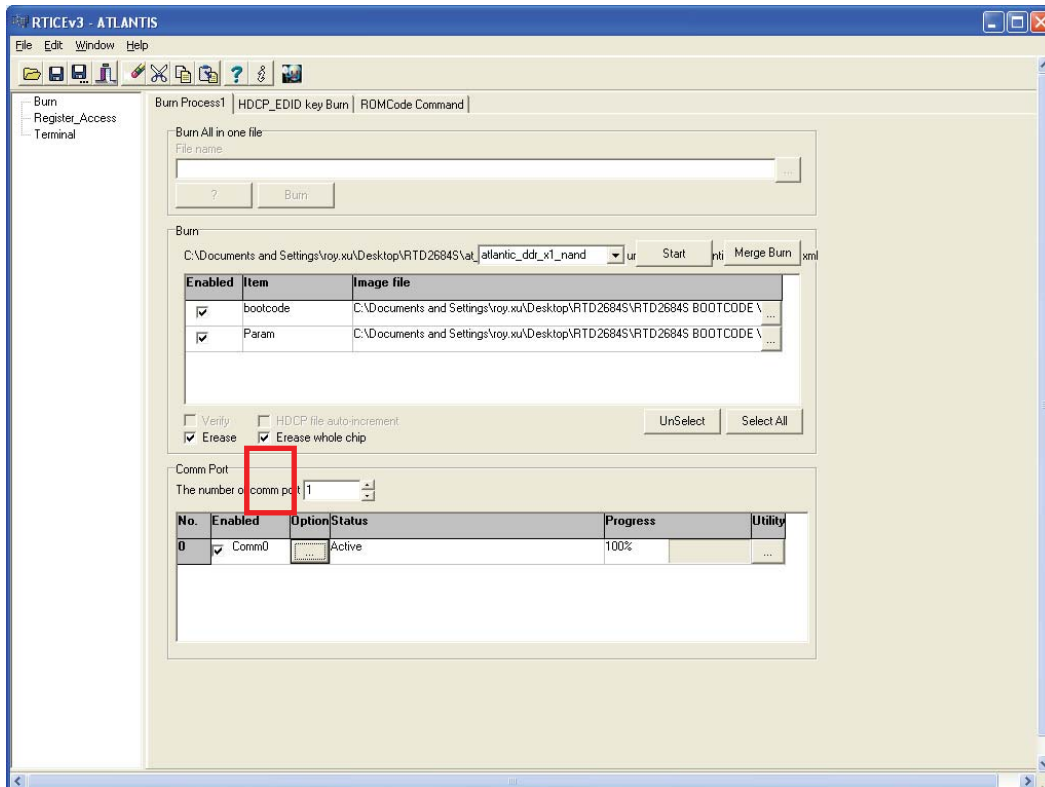 RTICEv3 - ATLANTIS
File Edit Window Help
Burn
Register_Access
Terminal
Burn Process1 HDCP_EDID key Burn ROMCode Command
Burn All in one file
File name
...
? Burn
Burn
C:\Documents and Settings\roy.xu\Desktop\RTD2684S\at_ atlantic_ddr_x1_nand ur Start nti Merge Burn xml
Enabled Item Image file
bootcode C:\Documents and Settings\roy.xu\Desktop\RTD2684S\RTD2684S BOOTCODE \ ...
Param C:\Documents and Settings\roy.xu\Desktop\RTD2684S\RTD2684S BOOTCODE \ ...
Verify HDCP file auto-increment UnSelect Select All
Erease Erease whole chip
Comm Port
The number of comm port 1
No. Enabled Option Status Progress Utility
0 Comm0 ... Active 100% ...